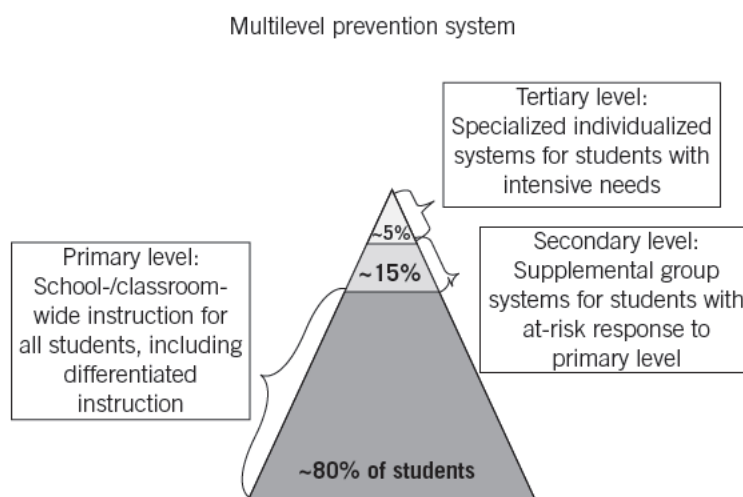 Multilevel prevention system
Tertiary level:
Specialized individualized
systems for students with
intensive needs
~5%
Primary level:
School-/classroom-
wide instruction for
all students, including
differentiated
instruction
~15%
Secondary level:
Supplemental group
systems for students with
at-risk response to
primary level
~80% of students